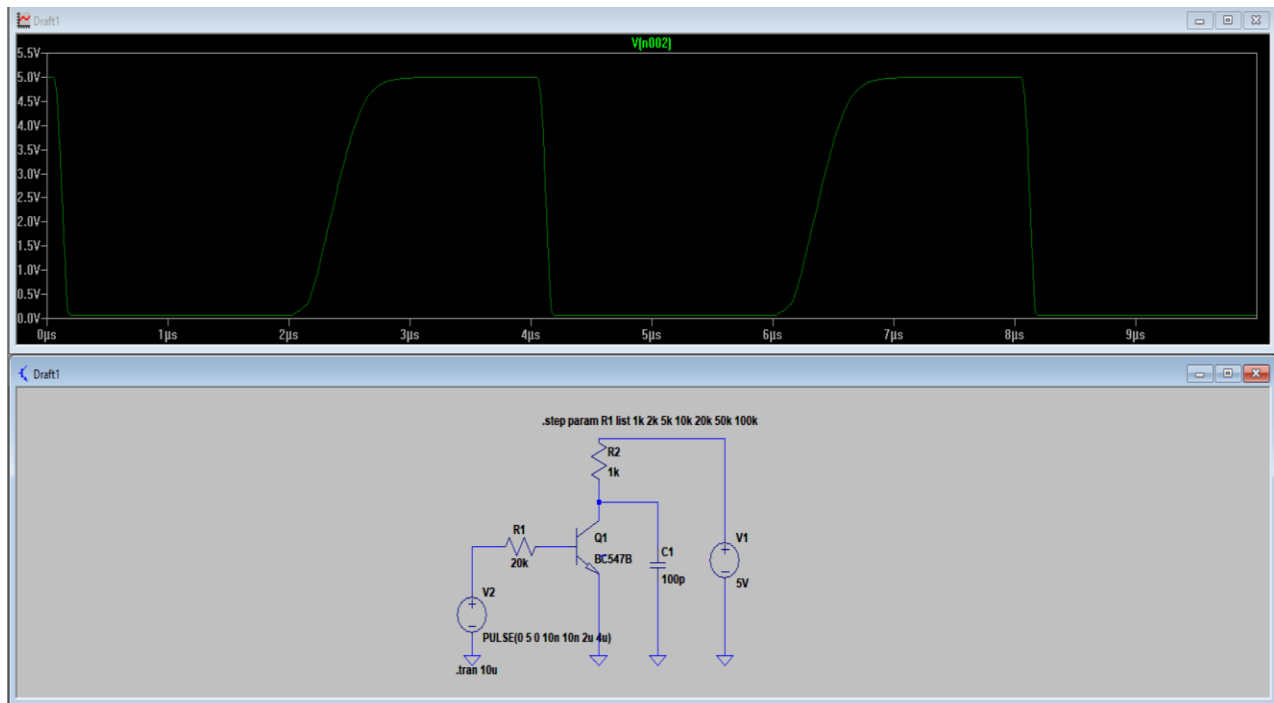 Draft1
V(n002)
5.5V
5.0V
4.5V
4.0V
3.5V
3.0V
2.5V
2.0V
1.5V
1.0V
0.5V
0.0V
0µs 1µs 2µs 3µs 4µs 5µs 6µs 7µs 8µs 9µs
Draft1
.step param R1 list 1k 2k 5k 10k 20k 50k 100k
R2
1k
R1
20k
Q1
BC547B
C1
100p
V1
5V
V2
PULSE(0 5 0 10n 10n 2u 4u)
.tran 10u